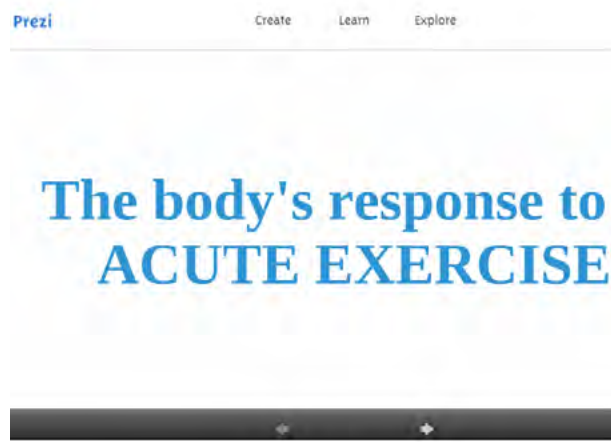 Prezi Create Learn Explore
The body's response to
ACUTE EXERCISE